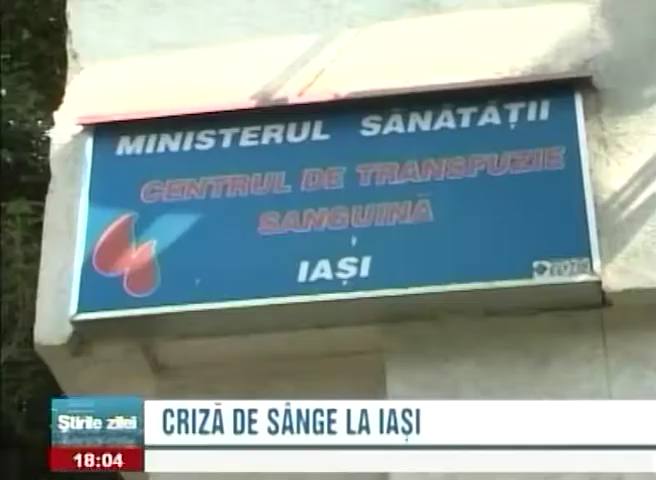 MINISTERUL SĂNĂTĂȚII
CENTRUL DE TRANSFUZIE
SANGUINĂ
IAȘI
Știrile zilei
CRIZĂ DE SÂNGE LA IAȘI
18:04